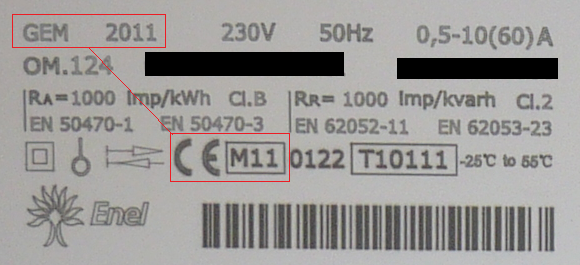 GEM 2011 230V 50Hz 0,5-10(60)A
OM.124
RA=1000 Imp/kWh Cl.B RR= 1000 Imp/kvarh Cl.2
EN 50470-1 EN 50470-3 EN 62052-11 EN 62053-23
CE M11 0122 T10111 -25℃ to 55℃
Enel